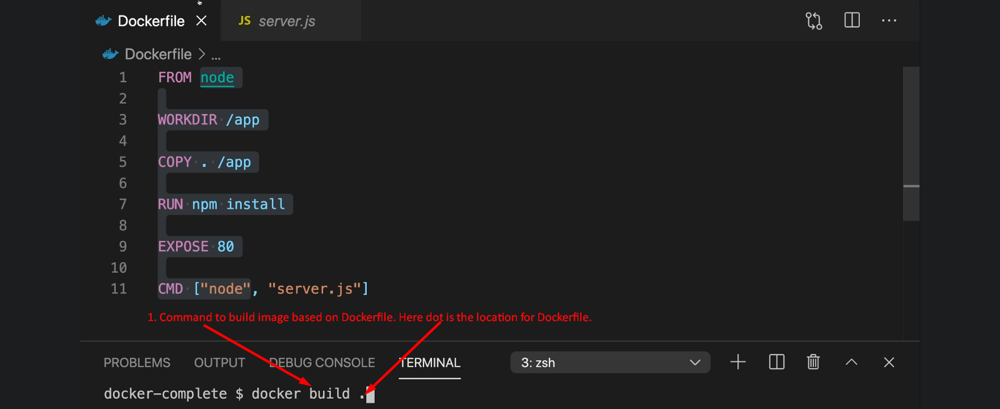 Dockerfile
JS server.js
Dockerfile > ...
1 FROM node
2
3 WORKDIR /app
4
5 COPY . /app
6
7 RUN npm install
8
9 EXPOSE 80
10
11 CMD ["node", "server.js"]
1. Command to build image based on Dockerfile. Here dot is the location for Dockerfile.
PROBLEMS OUTPUT DEBUG CONSOLE TERMINAL 3: zsh
docker-complete $ docker build .